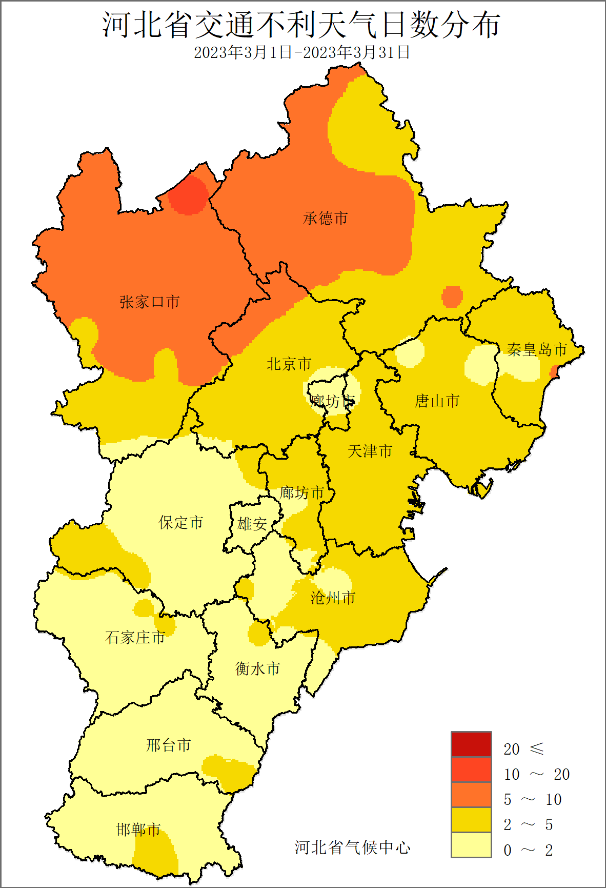 河北省交通不利天气日数分布
2023年3月1日-2023年3月31日
承德市
张家口市
秦皇岛市
北京市
廊坊市
唐山市
天津市
廊坊市
保定市
雄安
沧州市
石家庄市
衡水市
邢台市
邯郸市
20 ≤
10 ~ 20
5 ~ 10
2 ~ 5
0 ~ 2
河北省气候中心